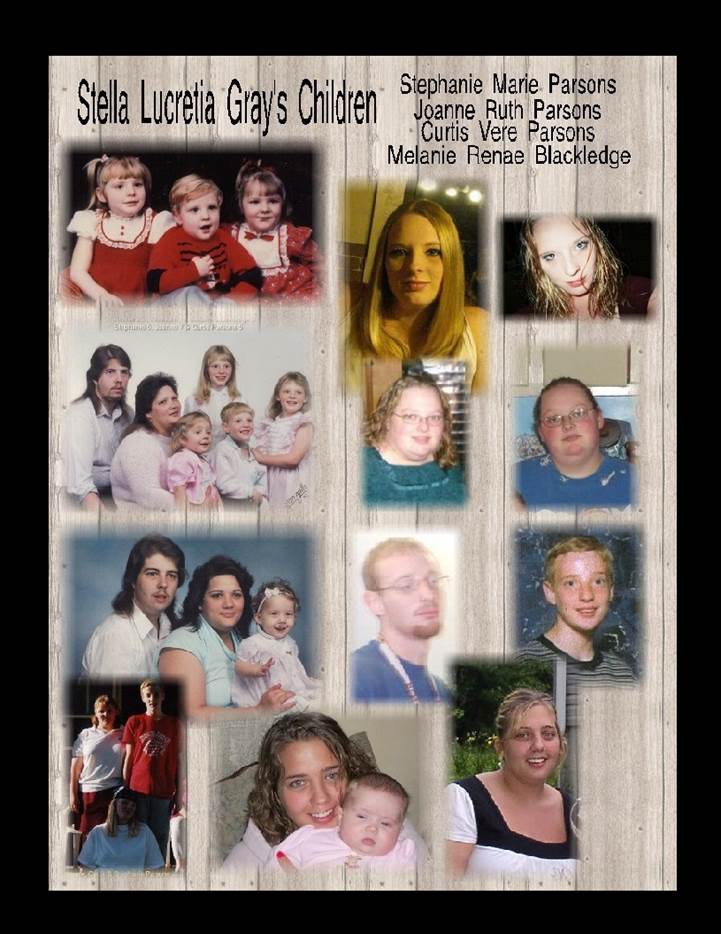 Stella Lucretia Gray's Children
Stephanie Marie Parsons
Joanne Ruth Parsons
Curtis Vere Parsons
Melanie Renae Blackledge